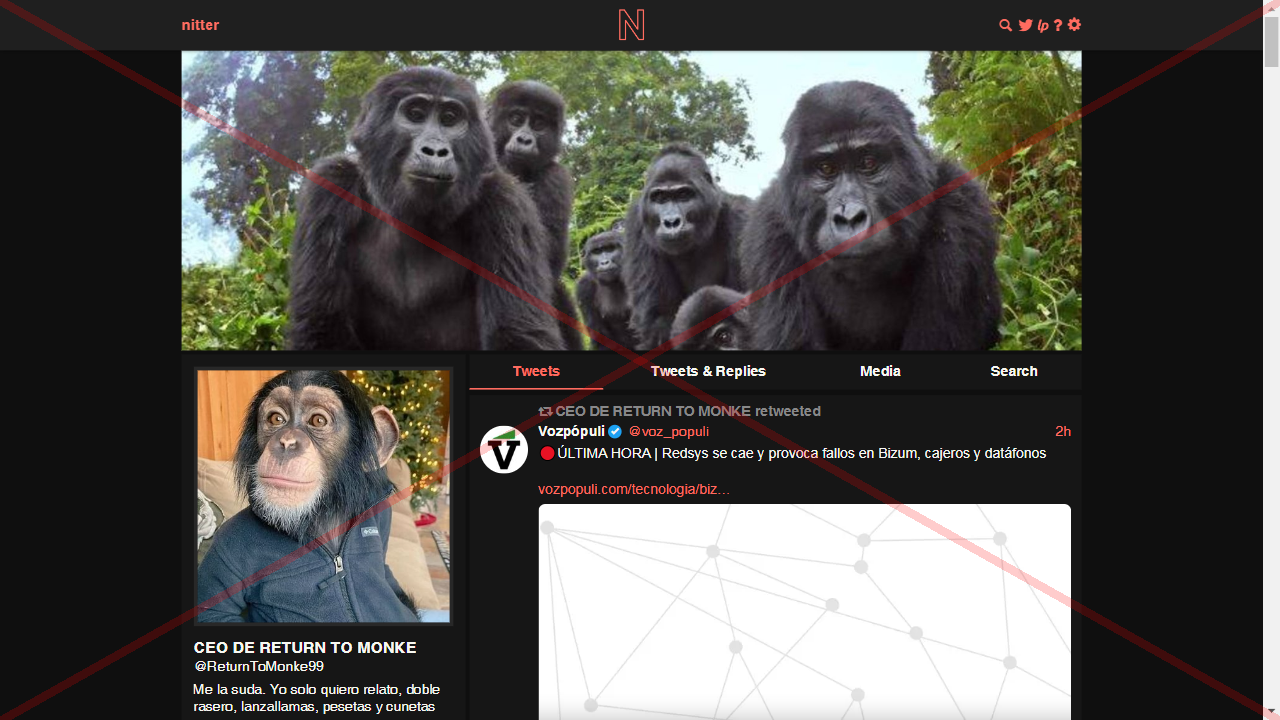 nitter
N
lp ?
Tweets
Tweets & Replies
Media
Search
CEO DE RETURN TO MONKE retweeted
Vozpópuli @voz_populi 2h
ÚLTIMA HORA | Redsys se cae y provoca fallos en Bizum, cajeros y datáfonos
vozpopuli.com/tecnologia/biz…
V
Columbia
CEO DE RETURN TO MONKE
@ReturnToMonke99
Me la suda. Yo solo quiero relato, doble
rasero, lanzallamas, pesetas y cunetas